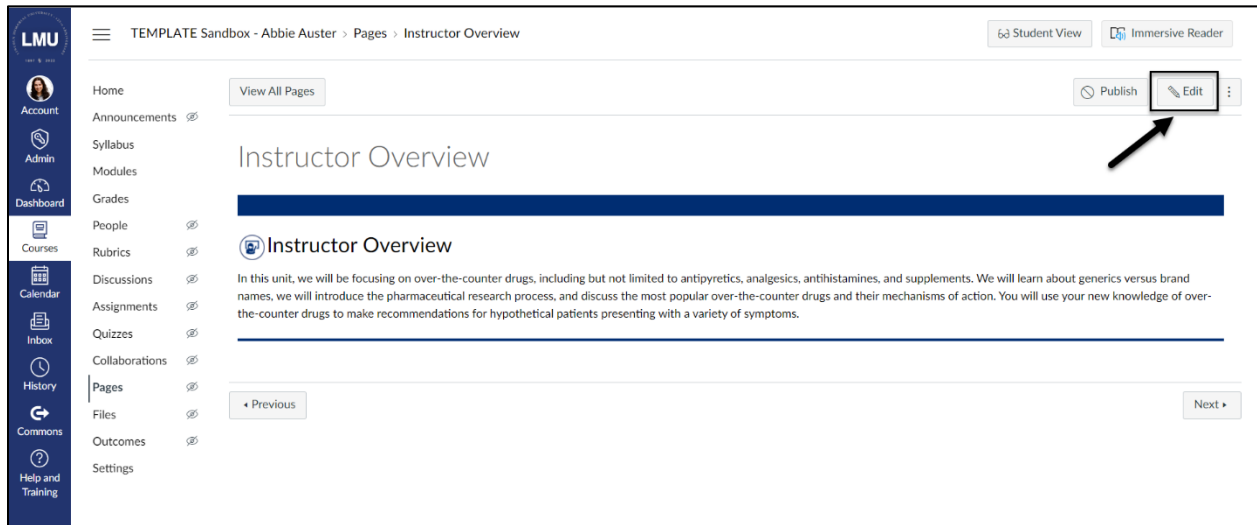 LMU
TEMPLATE Sandbox - Abbie Auster › Pages › Instructor Overview
Student View
Immersive Reader
Account
Admin
Dashboard
Courses
Calendar
Inbox
History
Commons
Help and
Training
Home
Announcements
Syllabus
Modules
Grades
People
Rubrics
Discussions
Assignments
Quizzes
Collaborations
Pages
Files
Outcomes
Settings
View All Pages
Publish
Edit
Instructor Overview
Instructor Overview
In this unit, we will be focusing on over-the-counter drugs, including but not limited to antipyretics, analgesics, antihistamines, and supplements. We will learn about generics versus brand
names, we will introduce the pharmaceutical research process, and discuss the most popular over-the-counter drugs and their mechanisms of action. You will use your new knowledge of over-
the-counter drugs to make recommendations for hypothetical patients presenting with a variety of symptoms.
Previous
Next